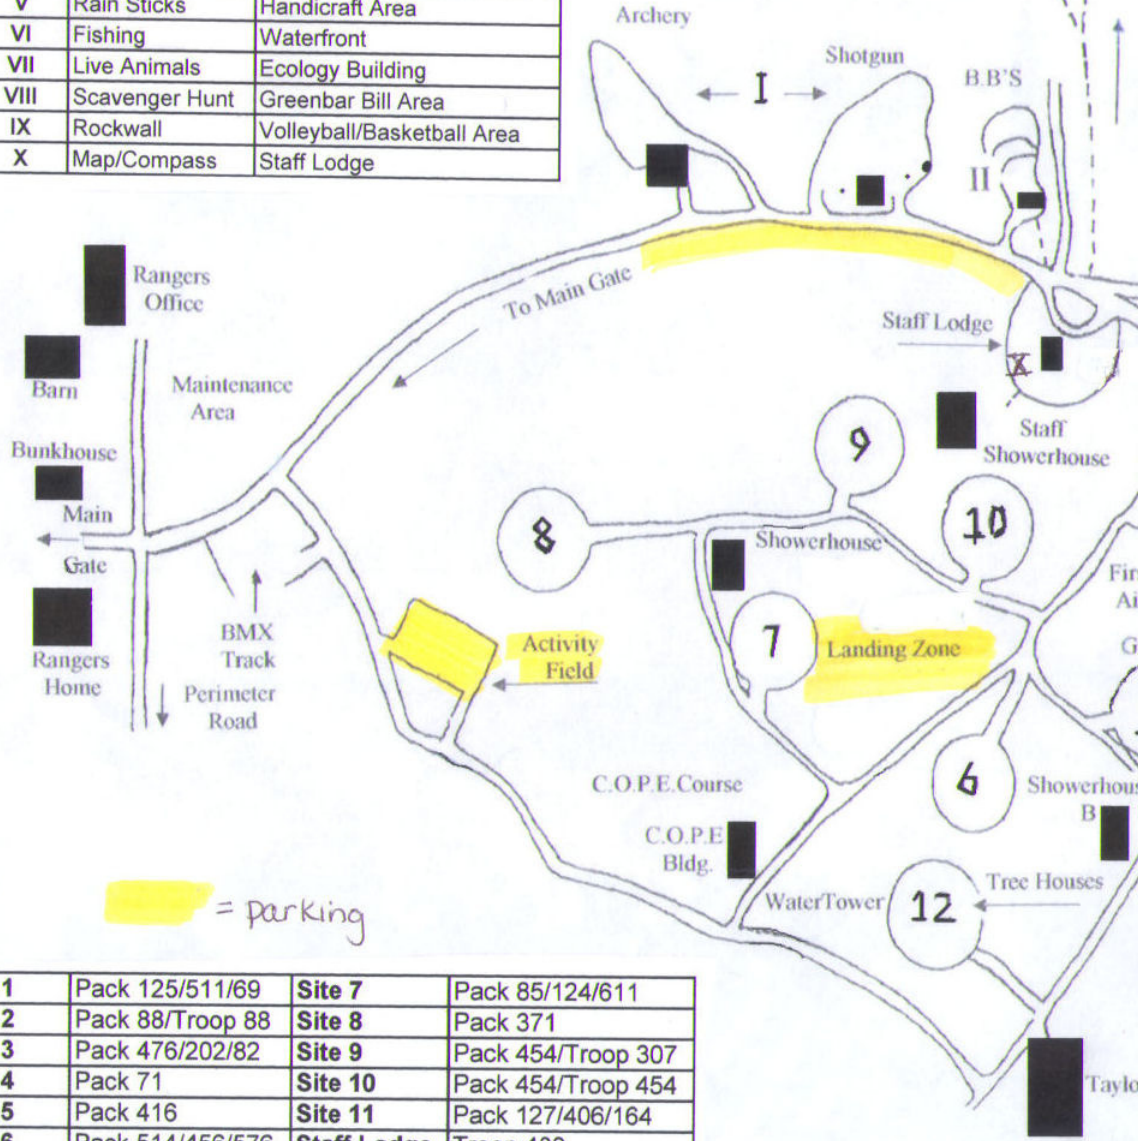 V Rain Sticks Handicraft Area
VI Fishing Waterfront
VII Live Animals Ecology Building
VIII Scavenger Hunt Greenbar Bill Area
IX Rockwall Volleyball/Basketball Area
X Map/Compass Staff Lodge
Archery
I
Shotgun
B.B'S
II
Rangers
Office
To Main Gate
Staff Lodge
X
Barn
Maintenance
Area
Staff
Showerhouse
Bunkhouse
9
Main
Gate
8
10
Showerhouse
Rangers
Home
BMX
Track
Perimeter
Road
Activity
Field
7
Landing Zone
C.O.P.E.Course
6
C.O.P.E
Bldg.
B
WaterTower
12
Tree Houses
= parking
1 Pack 125/511/69 Site 7 Pack 85/124/611
2 Pack 88/Troop 88 Site 8 Pack 371
3 Pack 476/202/82 Site 9 Pack 454/Troop 307
4 Pack 71 Site 10 Pack 454/Troop 454
5 Pack 416 Site 11 Pack 127/406/164